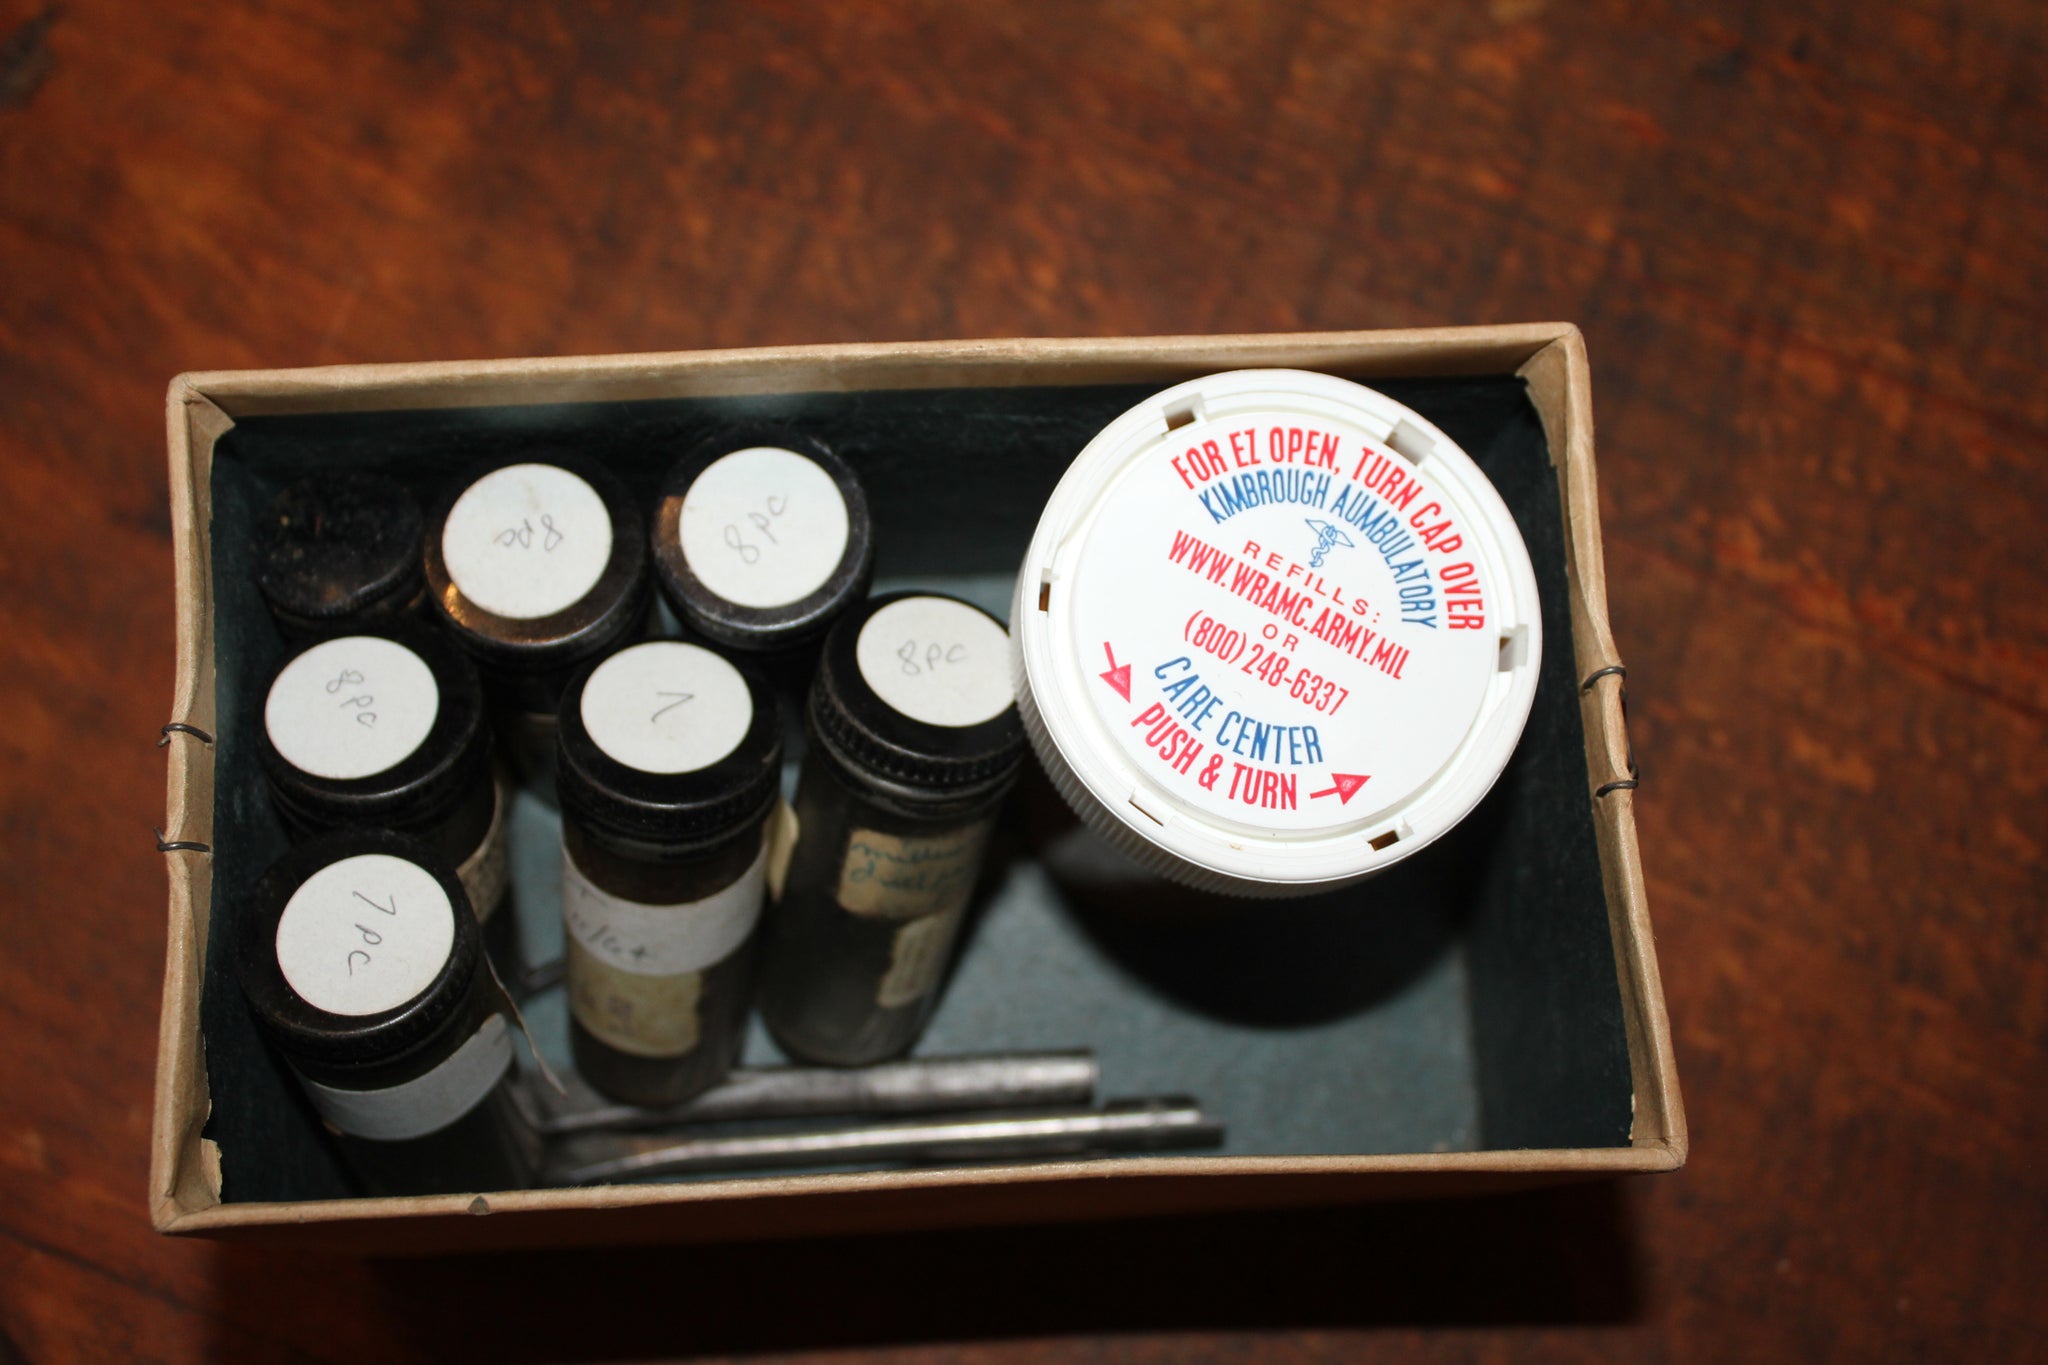 8pc
8pc
8pc
7
8pc
7pc
FOR EZ OPEN, TURN CAP OVER
KIMBROUGH AUMBULATORY
REFILLS:
WWW.WRAMC.ARMY.MIL
OR
(800) 248-6337
CARE CENTER
PUSH & TURN